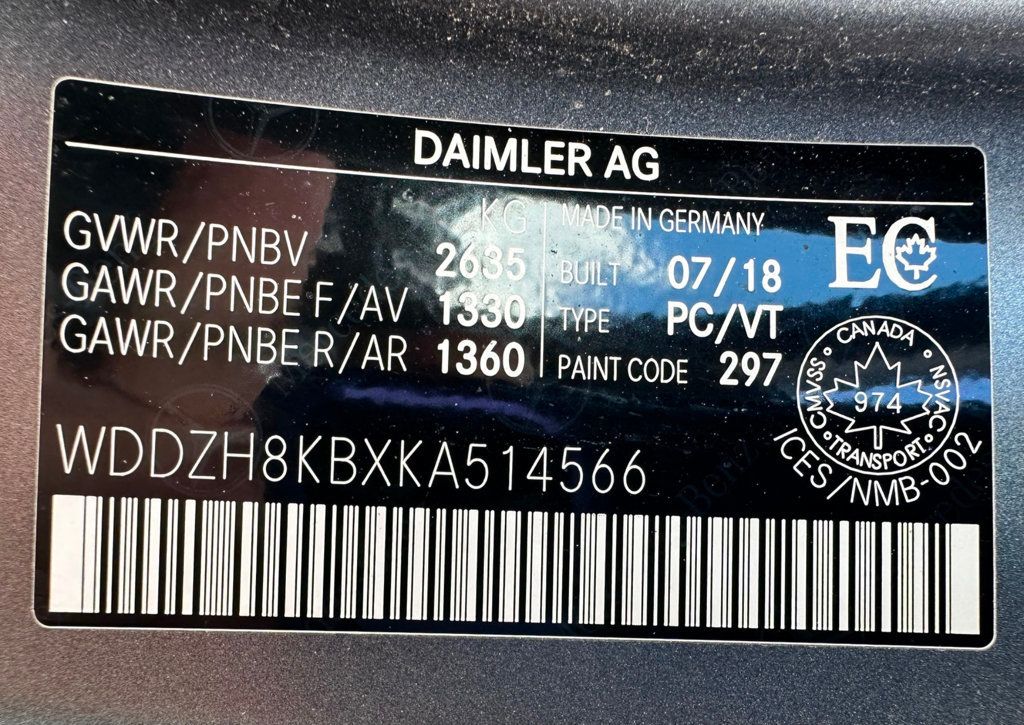 DAIMLER AG
KG
GVWR/PNBV 2635
GAWR/PNBE F/AV 1330
GAWR/PNBE R/AR 1360
MADE IN GERMANY
BUILT 07/18
TYPE PC/VT
PAINT CODE 297
EC
CANADA
CMVSS
NSVAC
974
TRANSPORT
ICES/NMB-002
WDDZH8KBXKA514566